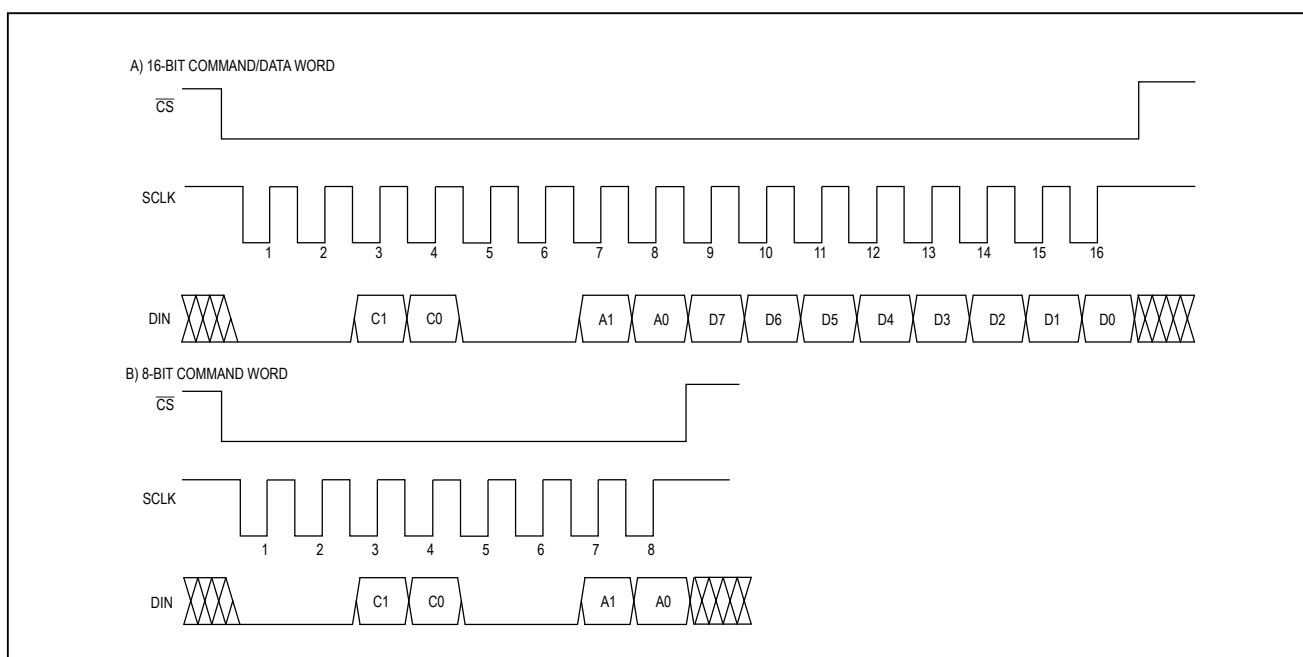 A) 16-BIT COMMAND/DATA WORD
CS
SCLK
1 2 3 4 5 6 7 8 9 10 11 12 13 14 15 16
DIN C1 C0 A1 A0 D7 D6 D5 D4 D3 D2 D1 D0
B) 8-BIT COMMAND WORD
CS
SCLK
1 2 3 4 5 6 7 8
DIN C1 C0 A1 A0